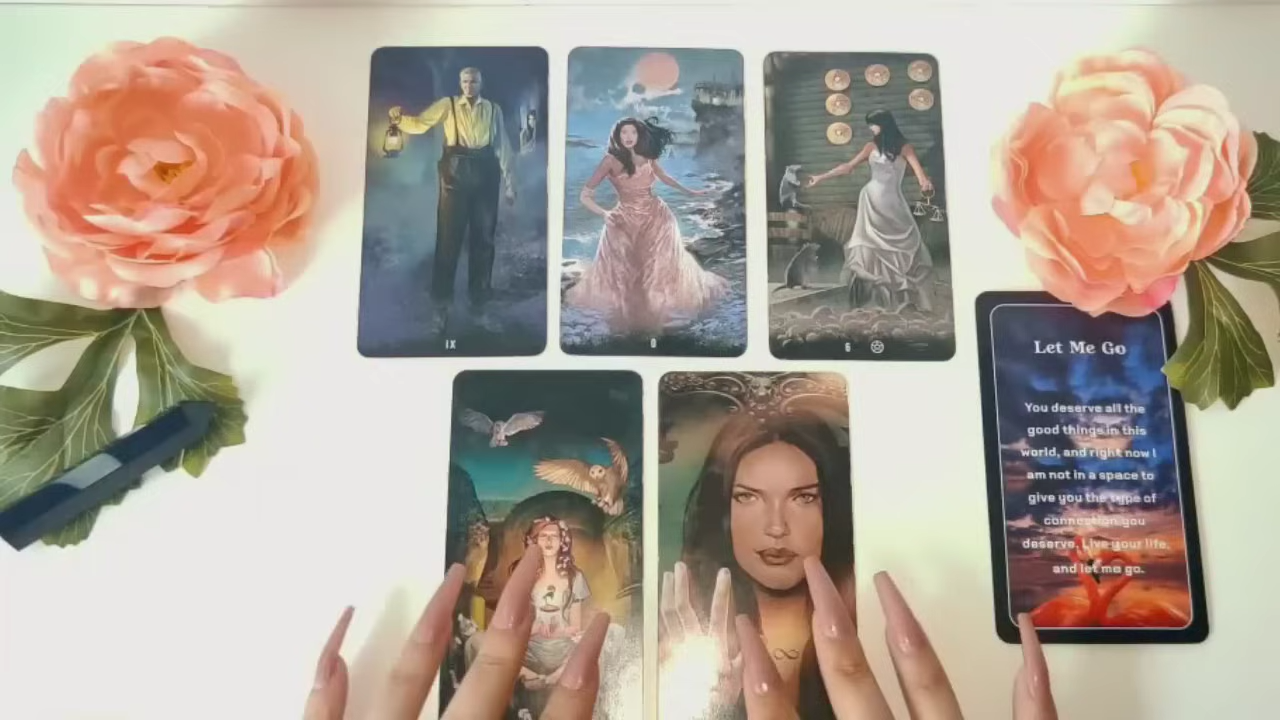 IX
0
6
Let Me Go
You deserve all the
good things in this
world, and right now I
am not in a space to
give you the type of
connection you
deserve. Live your life,
and let me go.